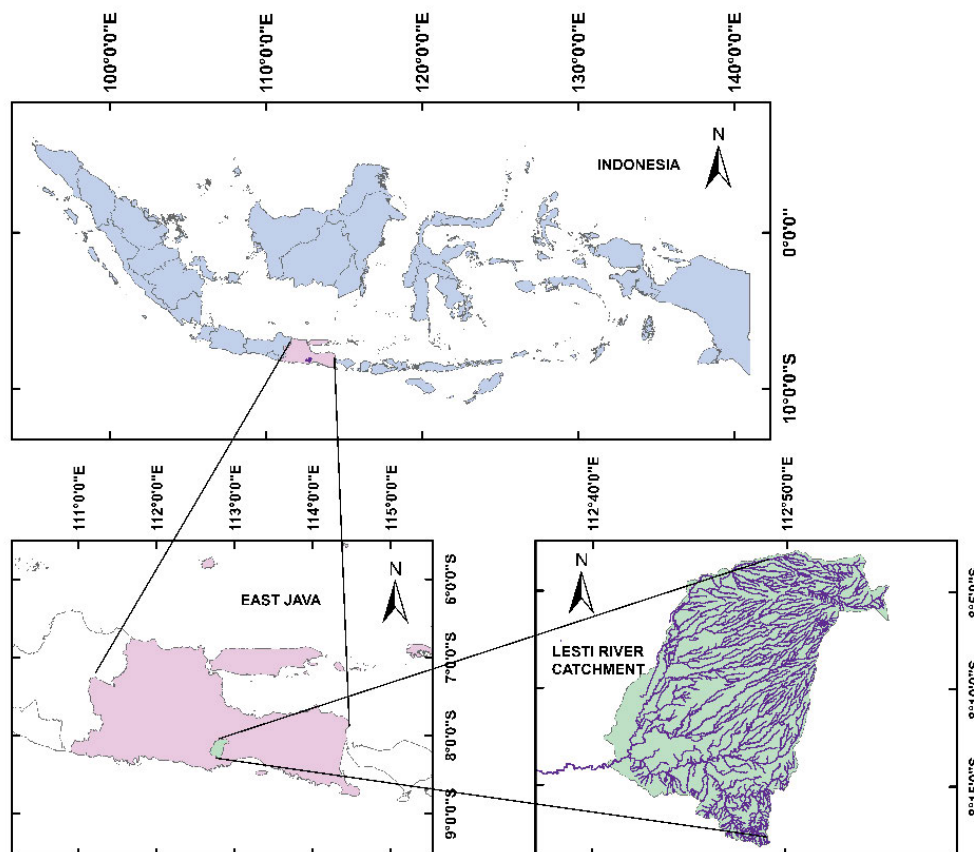 100°0'0"E
110°0'0"E
120°0'0"E
130°0'0"E
140°0'0"E
N
INDONESIA
0°0'0"
10°0'0"S
111°0'0"E
112°0'0"E
113°0'0"E
114°0'0"E
115°0'0"E
N
EAST JAVA
6°0'0"S
7°0'0"S
8°0'0"S
9°0'0"S
112°40'0"E
112°50'0"E
N
LESTI RIVER
CATCHMENT
8°5'0"S
8°10'0"S
8°15'0"S